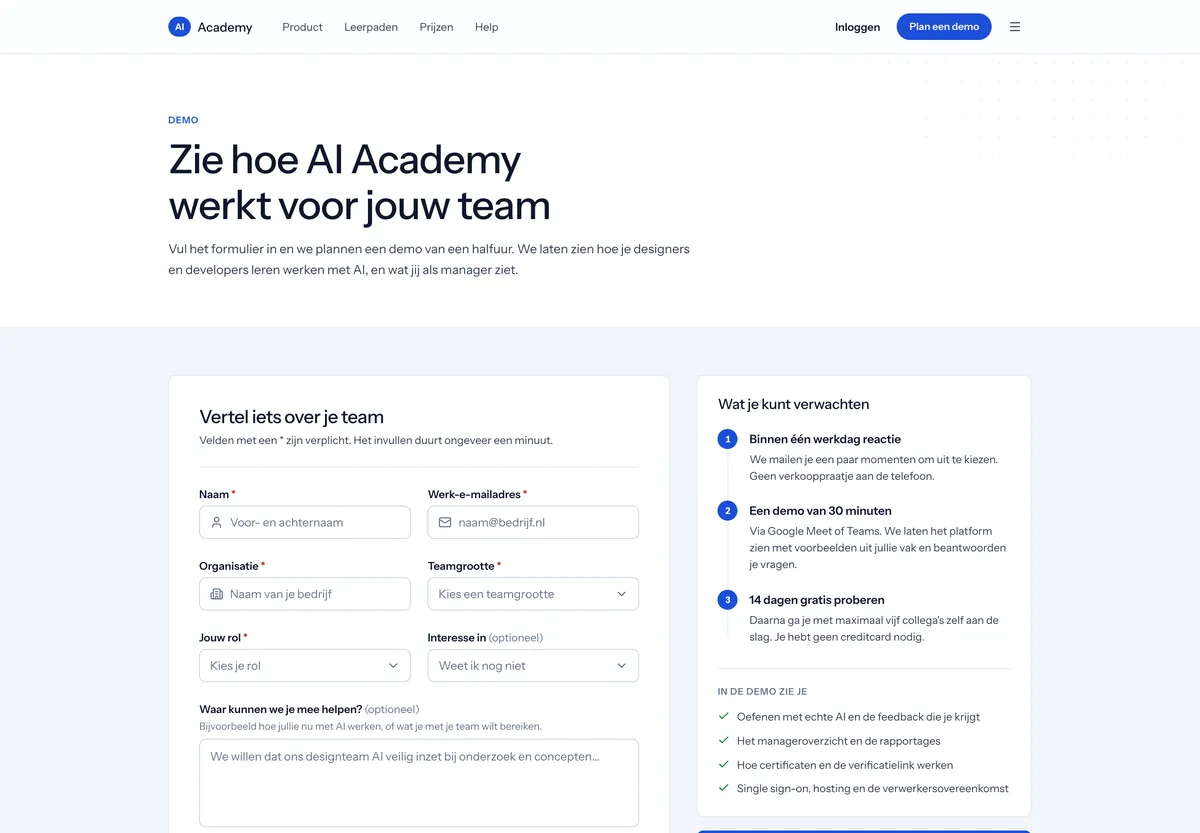 AI Academy Product Leerpaden Prijzen Help Inloggen Plan een demo
DEMO
Zie hoe AI Academy
werkt voor jouw team
Vul het formulier in en we plannen een demo van een halfuur. We laten zien hoe je designers
en developers leren werken met AI, en wat jij als manager ziet.
Vertel iets over je team
Velden met een * zijn verplicht. Het invullen duurt ongeveer een minuut.
Naam *
Voor- en achternaam
Werk-e-mailadres *
naam@bedrijf.nl
Organisatie *
Naam van je bedrijf
Teamgrootte *
Kies een teamgrootte
Jouw rol *
Kies je rol
Interesse in (optioneel)
Weet ik nog niet
Waar kunnen we je mee helpen? (optioneel)
Bijvoorbeeld hoe jullie nu met AI werken, of wat je met je team wilt bereiken.
We willen dat ons designteam AI veilig inzet bij onderzoek en concepten...
Wat je kunt verwachten
1 Binnen één werkdag reactie
We mailen je een paar momenten om uit te kiezen.
Geen verkooppraatje aan de telefoon.
2 Een demo van 30 minuten
Via Google Meet of Teams. We laten het platform
zien met voorbeelden uit jullie vak en beantwoorden
je vragen.
3 14 dagen gratis proberen
Daarna ga je met maximaal vijf collega's zelf aan de
slag. Je hebt geen creditcard nodig.
IN DE DEMO ZIE JE
Oefenen met echte AI en de feedback die je krijgt
Het manageroverzicht en de rapportages
Hoe certificaten en de verificatielink werken
Single sign-on, hosting en de verwerkersovereenkomst